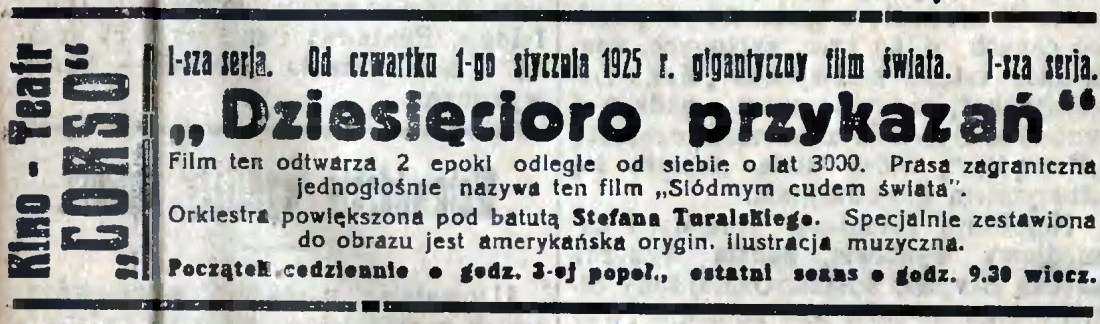 Kino - Teatr
„CORSO“
I-sza serja. Od czwartku 1-go stycznia 1925 r. gigantyczny film świata. I-sza serja.
„Dziesięcioro przykazań“
Film ten odtwarza 2 epoki odległe od siebie o lat 3000. Prasa zagraniczna
jednogłośnie nazywa ten film „Siódmym cudem świata”.
Orkiestra powiększona pod batutą Stefana Turalskiego. Specjalnie zestawiona
do obrazu jest amerykańska orygin. ilustracja muzyczna.
Początek codziennie o godz. 3-ej popoł., ostatni seans o godz. 9.30 wiecz.